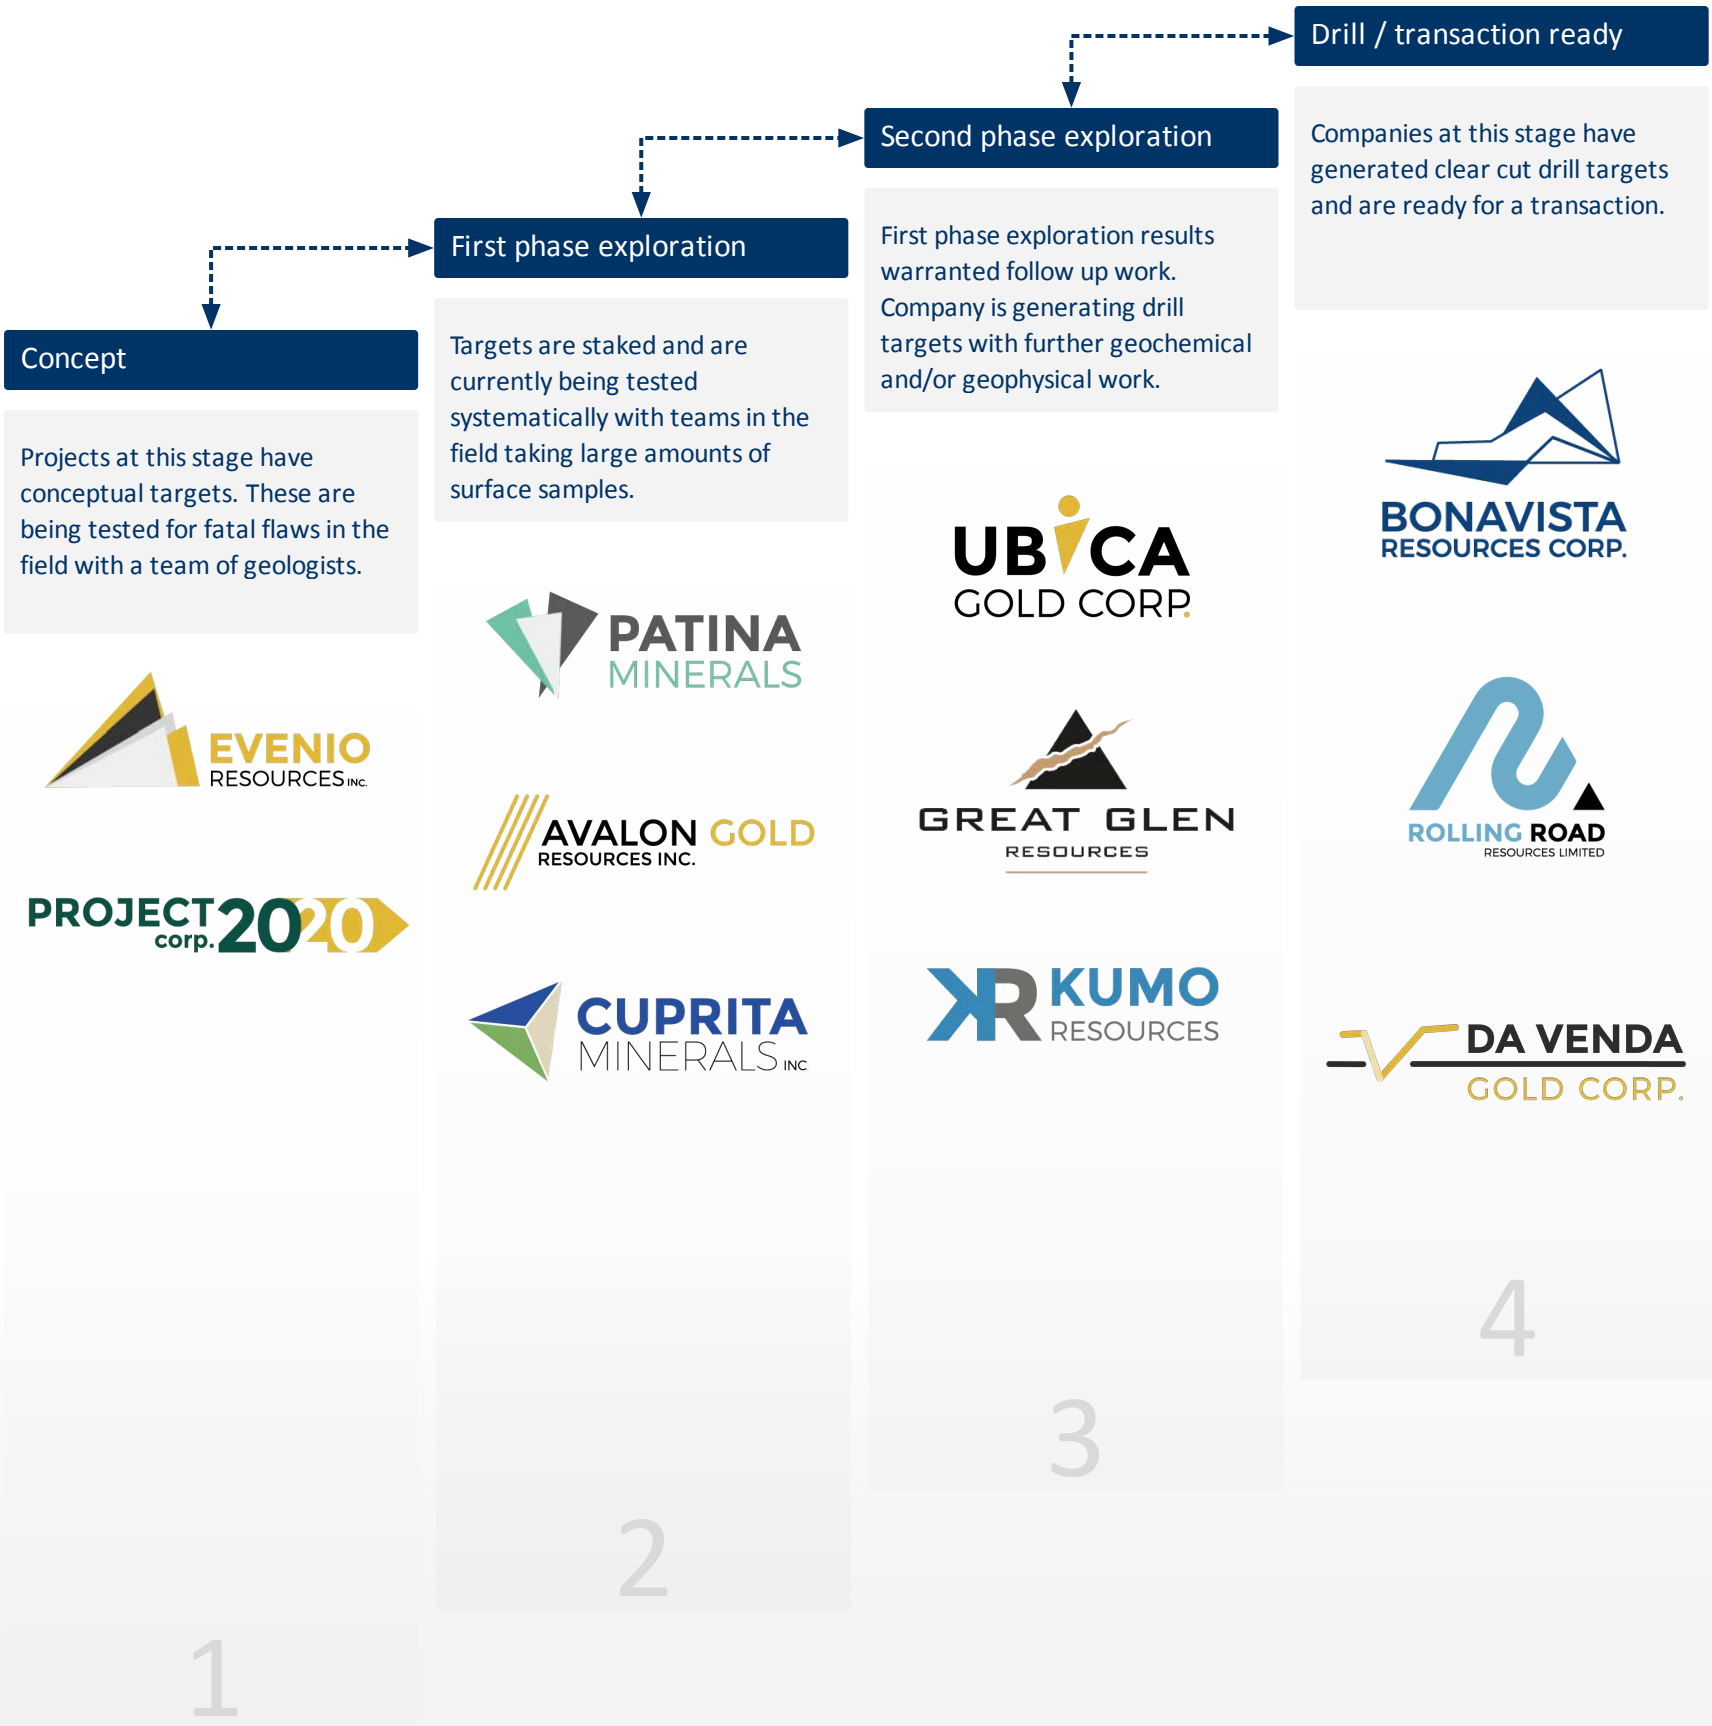 Concept
Projects at this stage have
conceptual targets. These are
being tested for fatal flaws in the
field with a team of geologists.
EVENIO
RESOURCES INC.
PROJECT 2020
corp.
1
First phase exploration
Targets are staked and are
currently being tested
systematically with teams in the
field taking large amounts of
surface samples.
PATINA
MINERALS
AVALON GOLD
RESOURCES INC.
CUPRITA
MINERALS INC
2
Second phase exploration
First phase exploration results
warranted follow up work.
Company is generating drill
targets with further geochemical
and/or geophysical work.
UBICA
GOLD CORP.
GREAT GLEN
RESOURCES
KR KUMO
RESOURCES
3
Drill / transaction ready
Companies at this stage have
generated clear cut drill targets
and are ready for a transaction.
BONAVISTA
RESOURCES CORP.
ROLLING ROAD
RESOURCES LIMITED
DA VENDA
GOLD CORP.
4